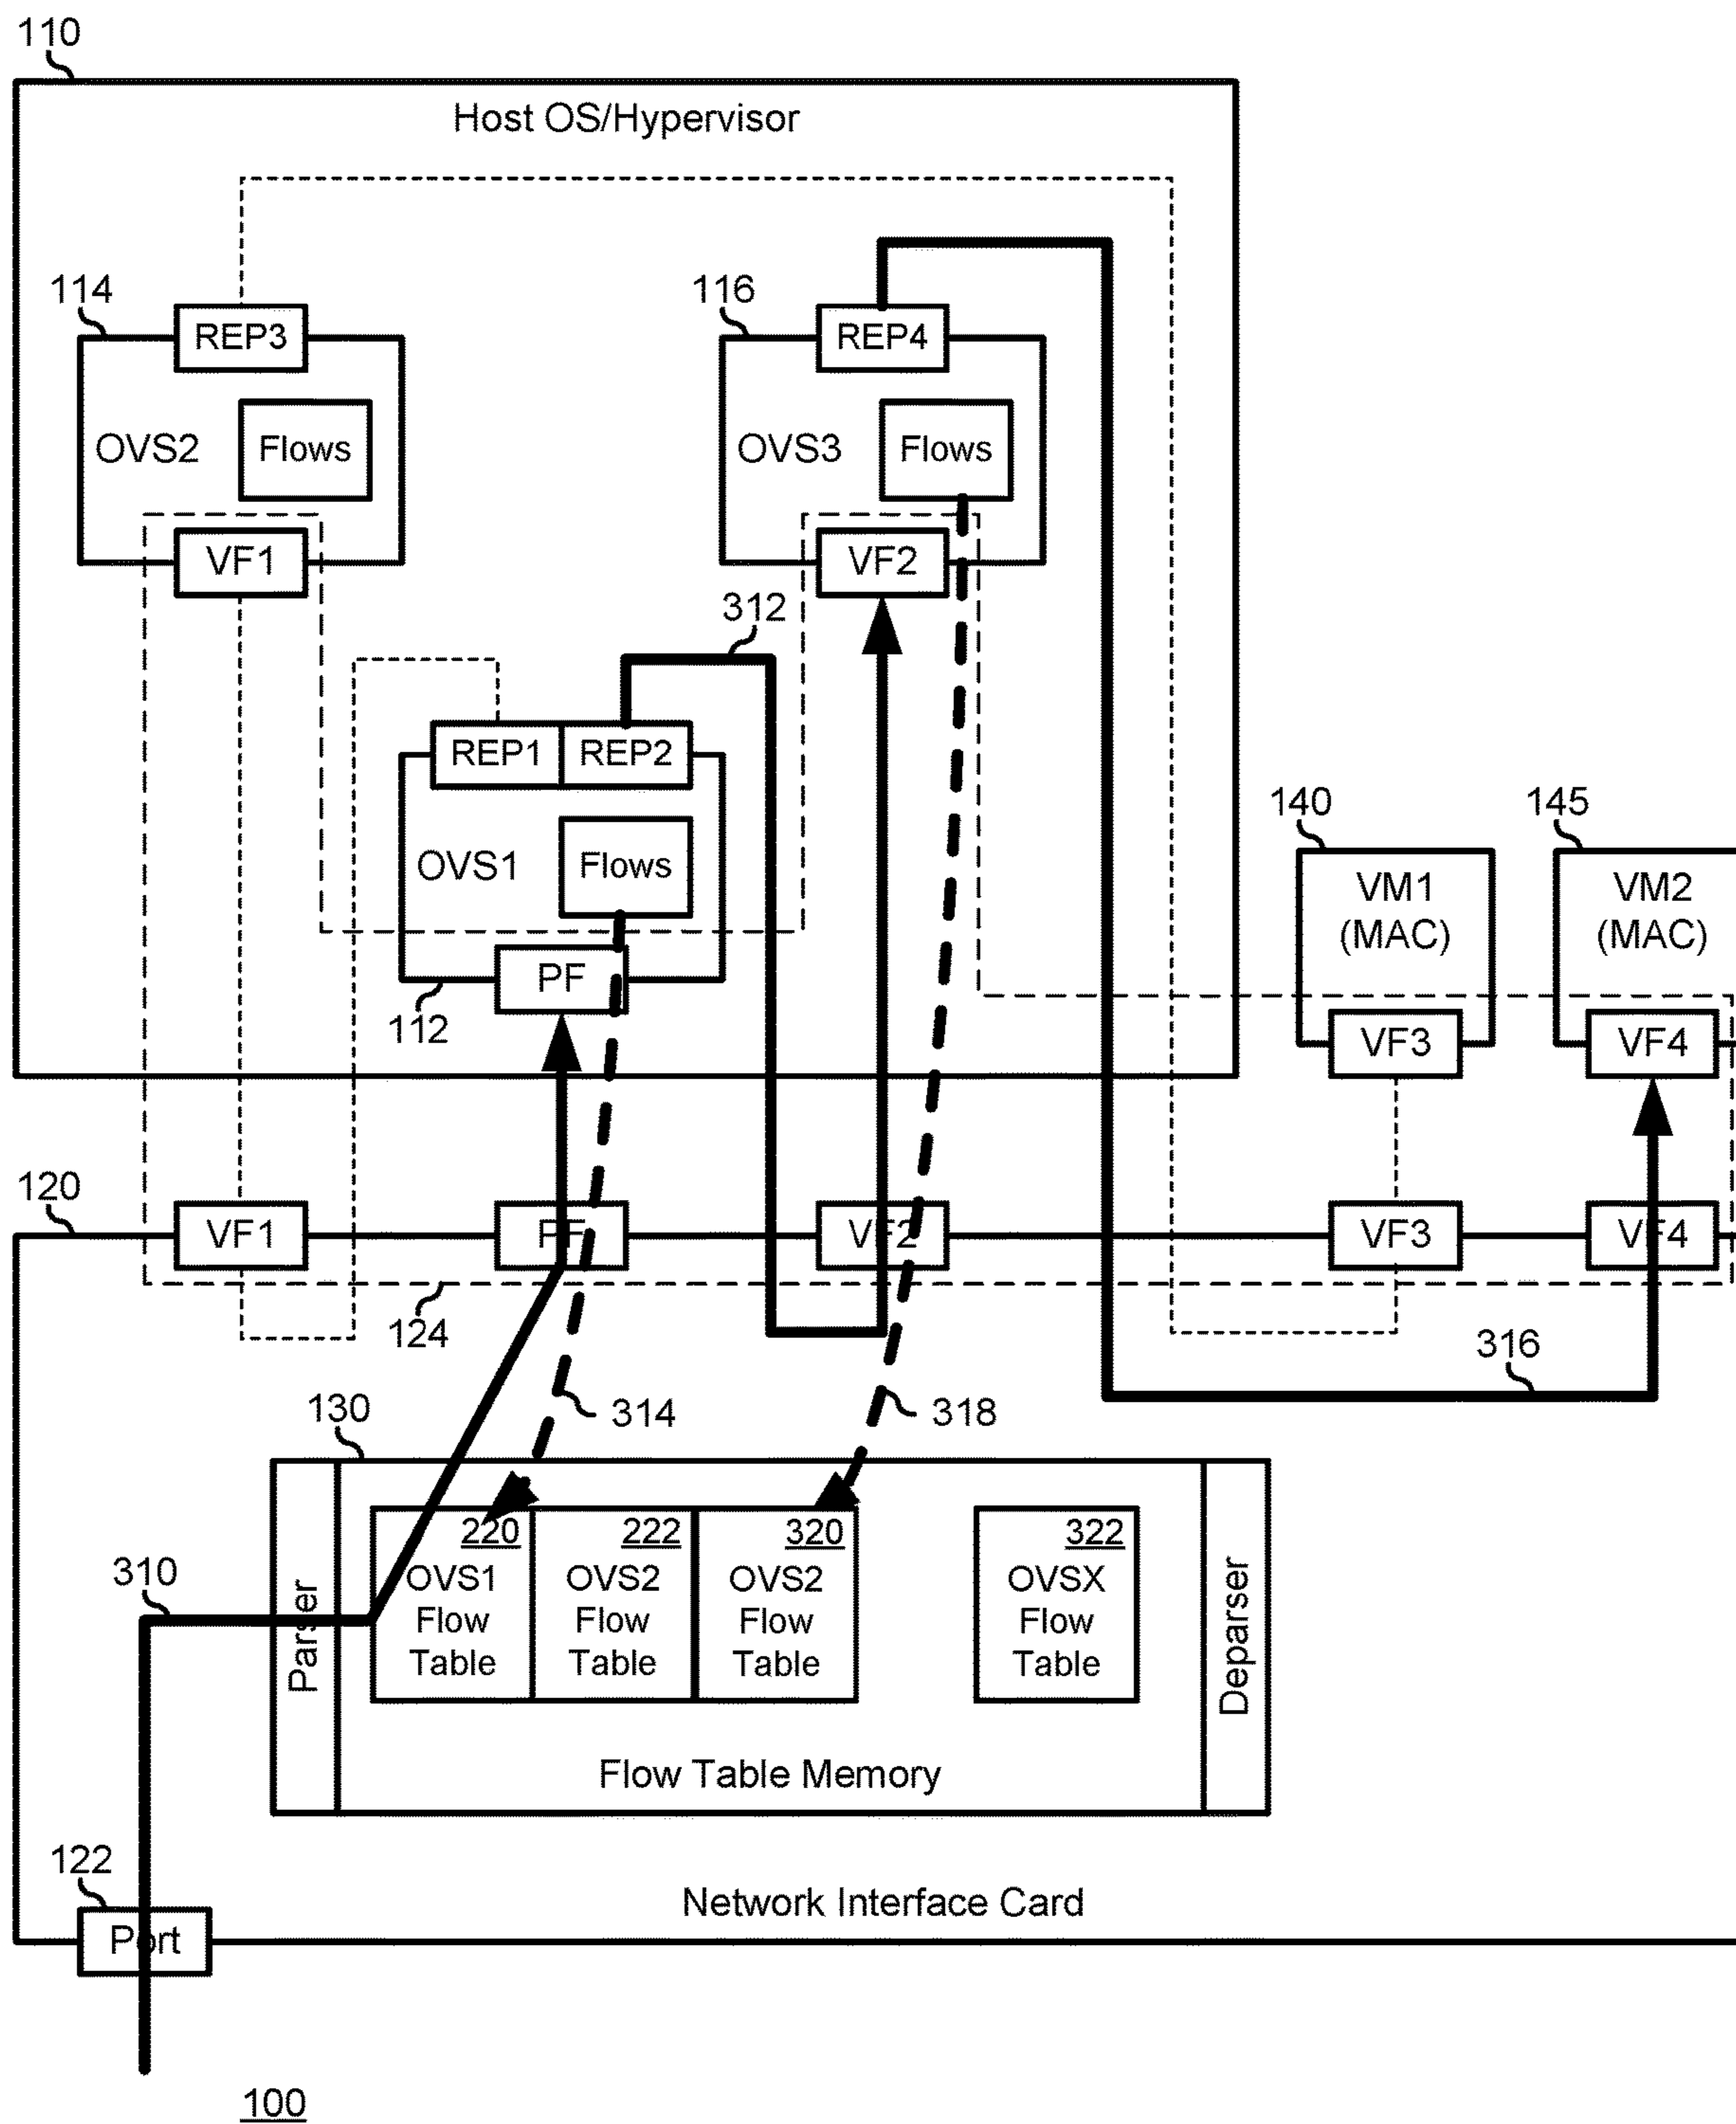 110
Host OS/Hypervisor
114
REP3
116
REP4
OVS2
Flows
OVS3
Flows
VF1
VF2
312
REP1
REP2
OVS1
Flows
PF
112
140
145
VM1
(MAC)
VM2
(MAC)
VF3
VF4
120
VF1
PF
VF2
VF3
VF4
124
316
314
318
130
Parser
220
OVS1
Flow
Table
222
OVS2
Flow
Table
320
OVS2
Flow
Table
322
OVSX
Flow
Table
Deparser
310
Flow Table Memory
122
Port
Network Interface Card
100